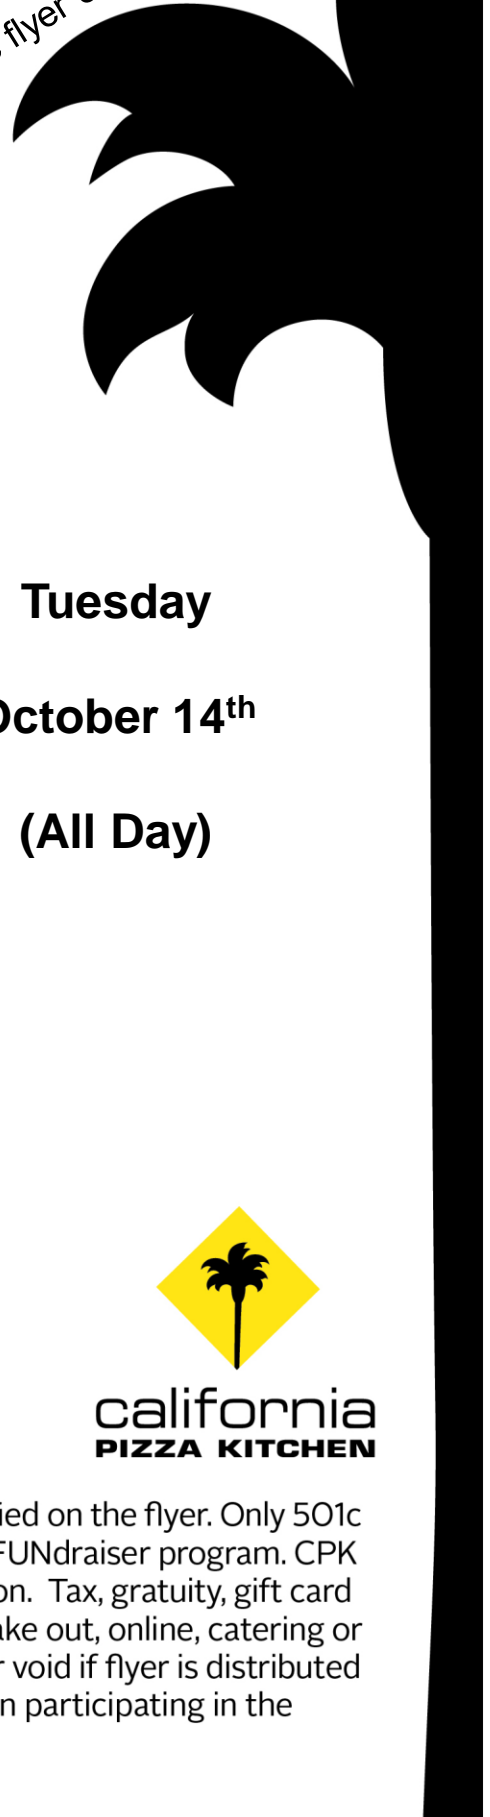 flyer
Tuesday
October 14th
(All Day)
california
PIZZA KITCHEN
ied on the flyer. Only 501c
FUNdraiser program. CPK
on. Tax, gratuity, gift card
ake out, online, catering or
r void if flyer is distributed
n participating in the